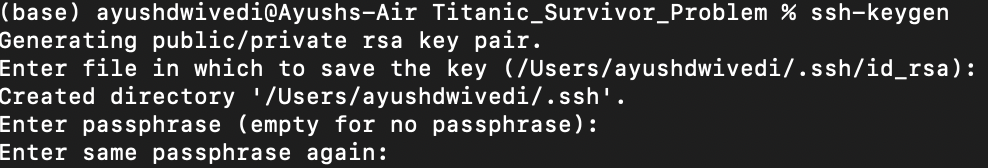 (base) ayushdwivedi@Ayushs-Air Titanic_Survivor_Problem % ssh-keygen
Generating public/private rsa key pair.
Enter file in which to save the key (/Users/ayushdwivedi/.ssh/id_rsa):
Created directory '/Users/ayushdwivedi/.ssh'.
Enter passphrase (empty for no passphrase):
Enter same passphrase again: